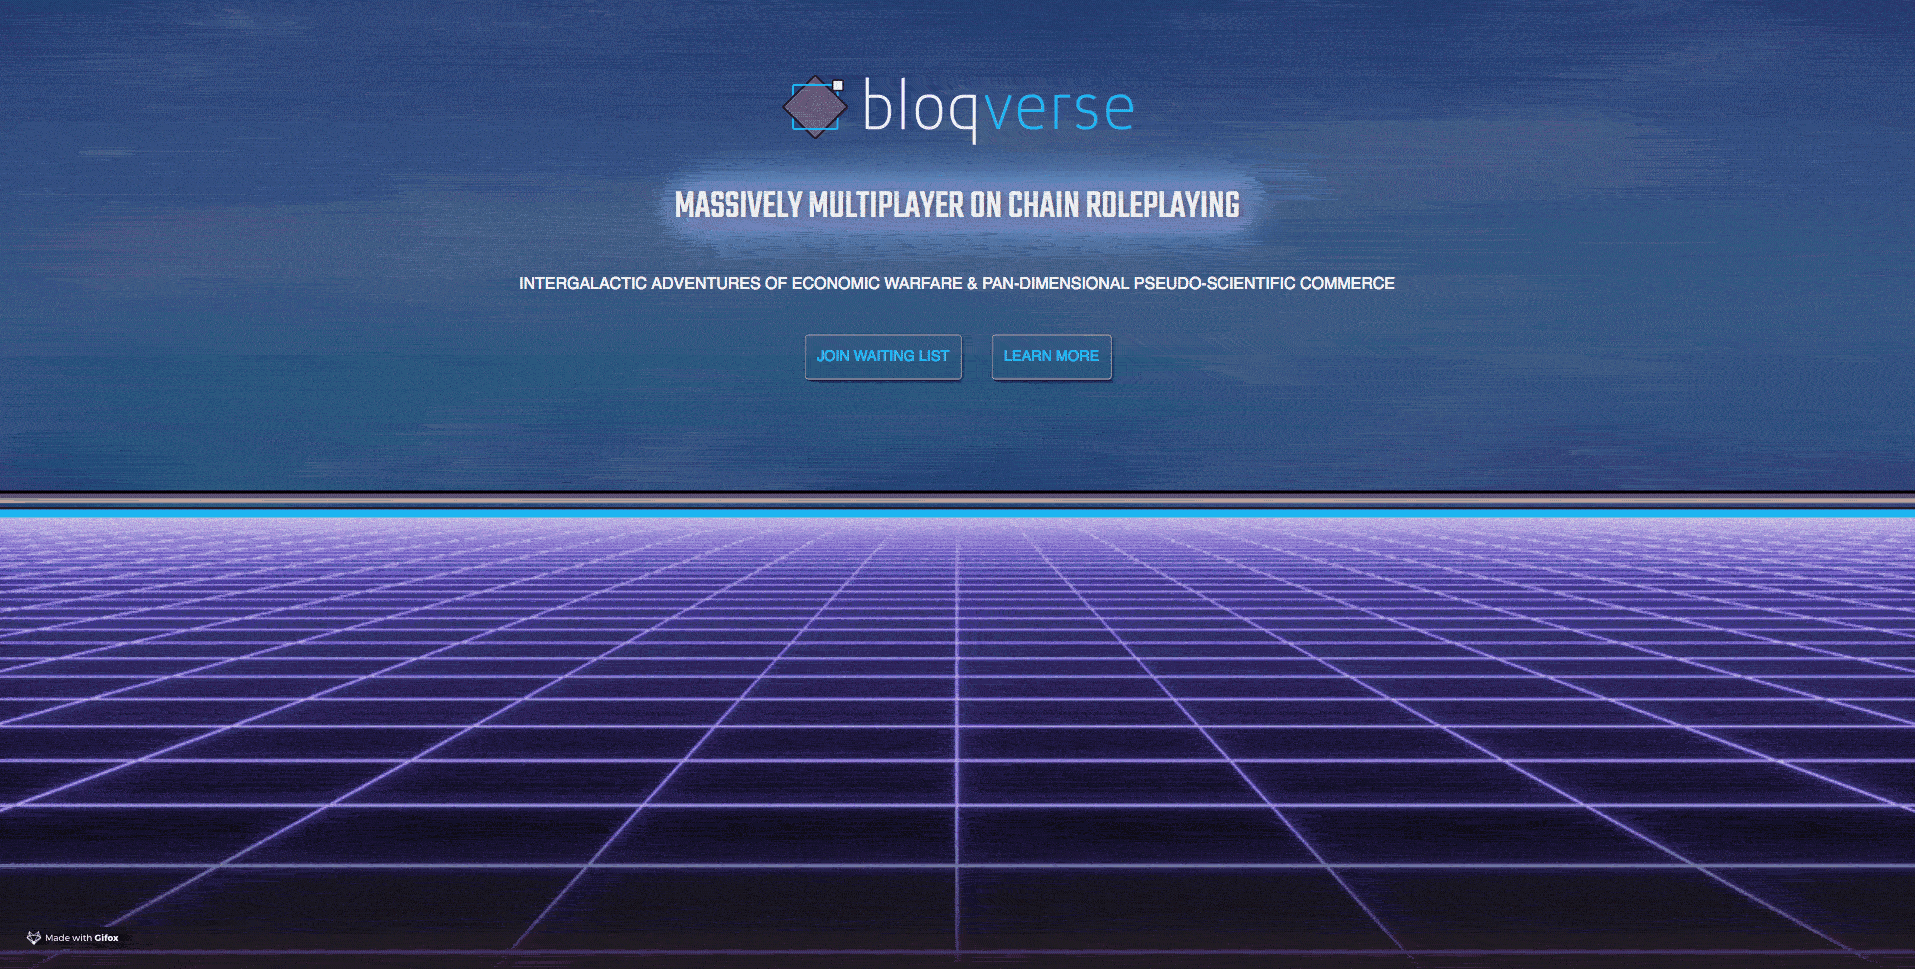 bloqverse
MASSIVELY MULTIPLAYER ON CHAIN ROLEPLAYING
INTERGALACTIC ADVENTURES OF ECONOMIC WARFARE & PAN-DIMENSIONAL PSEUDO-SCIENTIFIC COMMERCE
JOIN WAITING LIST
LEARN MORE
Made with Gifox